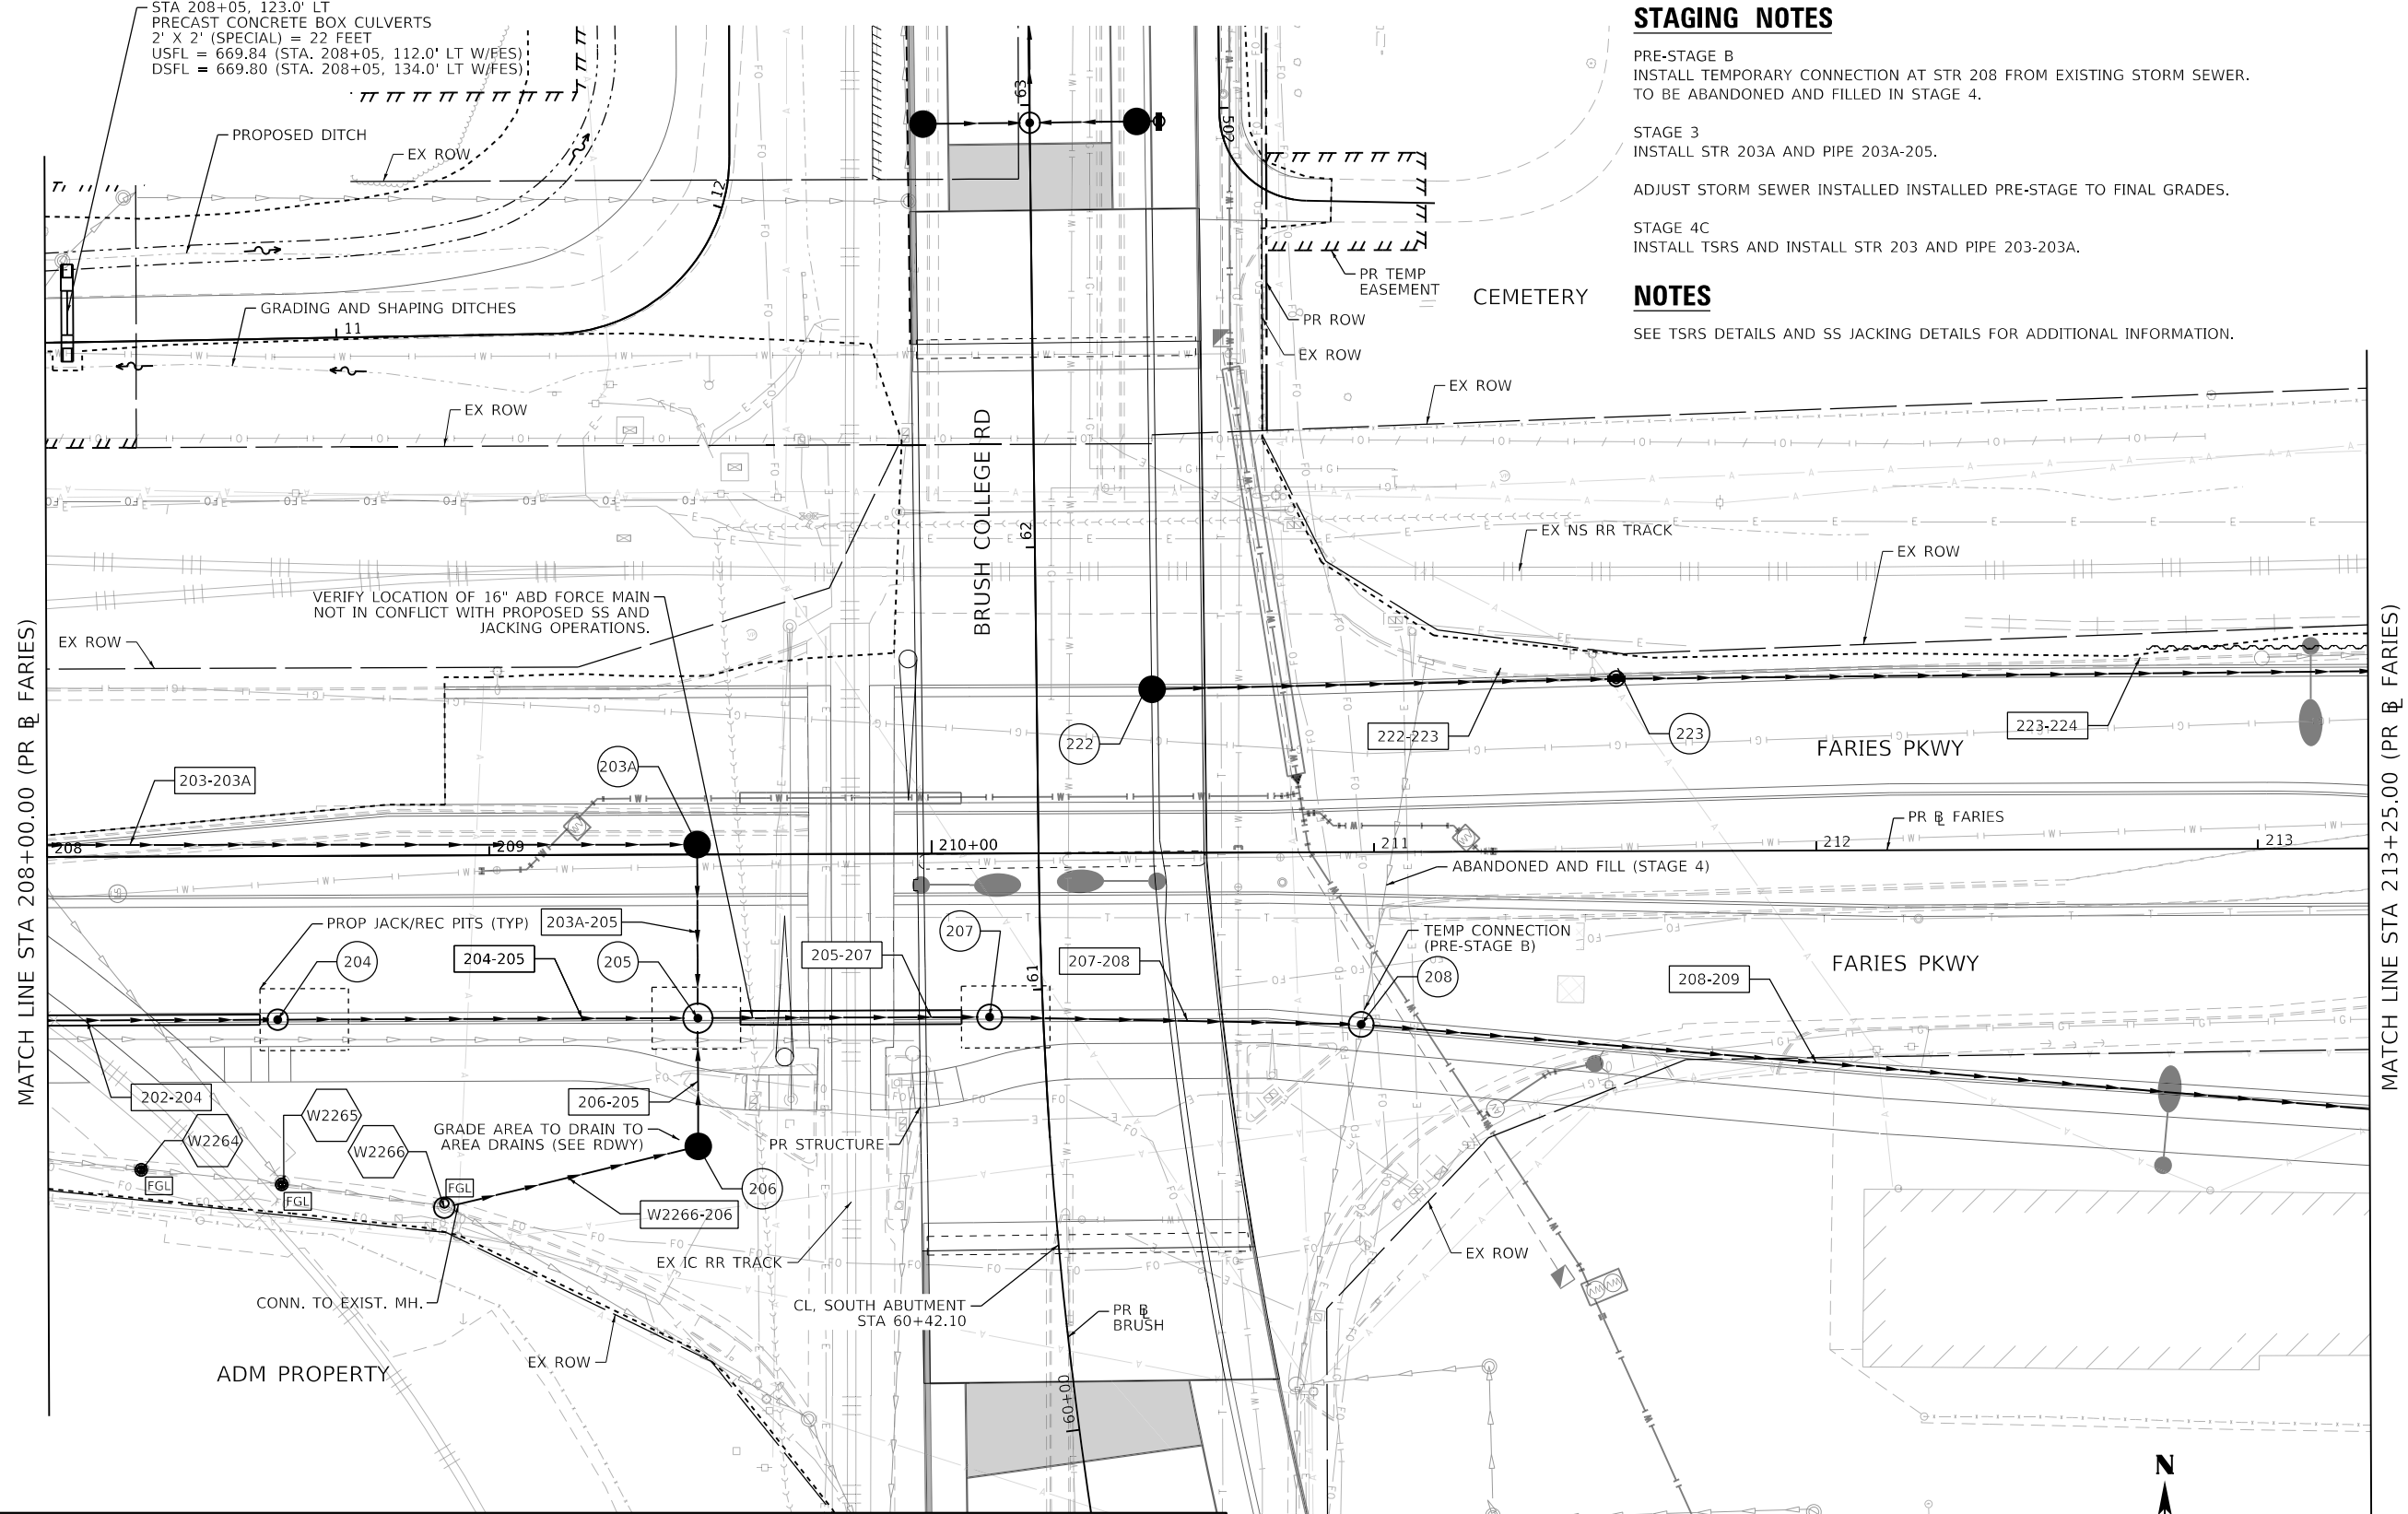 STA 208+05, 123.0' LT
PRECAST CONCRETE BOX CULVERTS
2' X 2' (SPECIAL) = 22 FEET
USFL = 669.84 (STA. 208+05, 112.0' LT W/FES)
DSFL = 669.80 (STA. 208+05, 134.0' LT W/FES)
PROPOSED DITCH
EX ROW
12
63
502
STAGING NOTES
PRE-STAGE B
INSTALL TEMPORARY CONNECTION AT STR 208 FROM EXISTING STORM SEWER.
TO BE ABANDONED AND FILLED IN STAGE 4.
STAGE 3
INSTALL STR 203A AND PIPE 203A-205.
ADJUST STORM SEWER INSTALLED INSTALLED PRE-STAGE TO FINAL GRADES.
STAGE 4C
INSTALL TSRS AND INSTALL STR 203 AND PIPE 203-203A.
NOTES
SEE TSRS DETAILS AND SS JACKING DETAILS FOR ADDITIONAL INFORMATION.
PR TEMP
EASEMENT
CEMETERY
PR ROW
EX ROW
EX ROW
GRADING AND SHAPING DITCHES
11
EX ROW
BRUSH COLLEGE RD
62
EX NS RR TRACK
EX ROW
VERIFY LOCATION OF 16" ABD FORCE MAIN
NOT IN CONFLICT WITH PROPOSED SS AND
JACKING OPERATIONS.
EX ROW
MATCH LINE STA 208+00.00 (PR BL FARIES)
MATCH LINE STA 213+25.00 (PR BL FARIES)
203-203A
203A
222
222-223
223
223-224
FARIES PKWY
208
209
210+00
211
212
213
PR BL FARIES
ABANDONED AND FILL (STAGE 4)
PROP JACK/REC PITS (TYP)
203A-205
204
204-205
205
205-207
207
61
207-208
TEMP CONNECTION
(PRE-STAGE B)
208
208-209
FARIES PKWY
202-204
W2264
W2265
W2266
FGL
FGL
FGL
206-205
GRADE AREA TO DRAIN TO
AREA DRAINS (SEE RDWY)
PR STRUCTURE
206
W2266-206
EX IC RR TRACK
CONN. TO EXIST. MH.
CL, SOUTH ABUTMENT
STA 60+42.10
PR BL
BRUSH
EX ROW
EX ROW
ADM PROPERTY
60+00
N